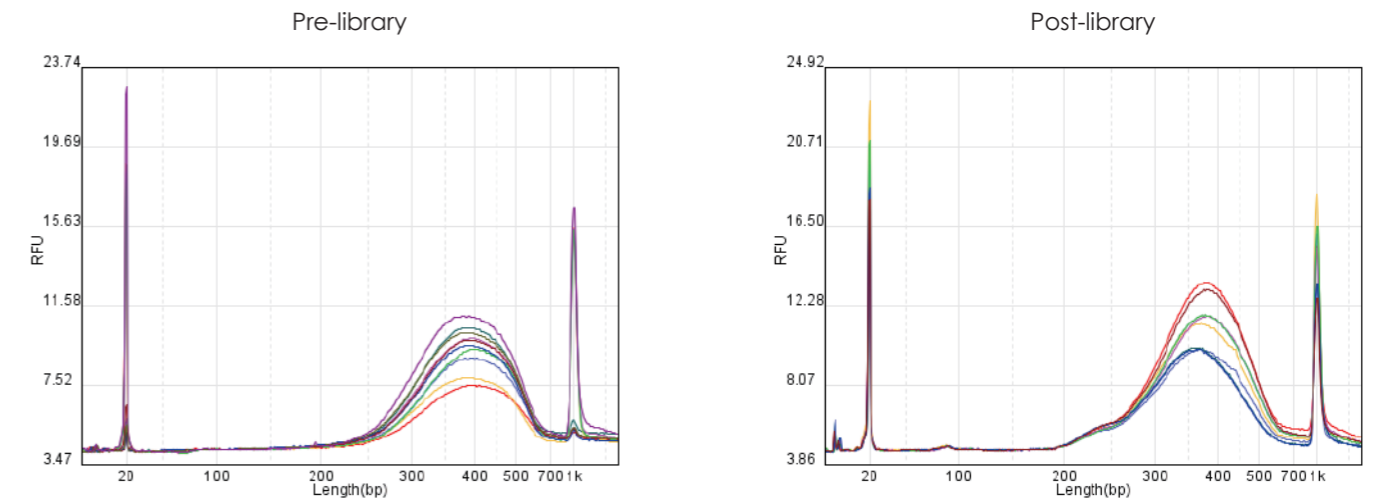 Pre-library
23.74
19.69
15.63
11.58
7.52
3.47
RFU
20 100 200 300 400 500 700 1k
Length(bp)
Post-library
24.92
20.71
16.50
12.28
8.07
3.86
RFU
20 100 200 300 400 500 700 1k
Length(bp)